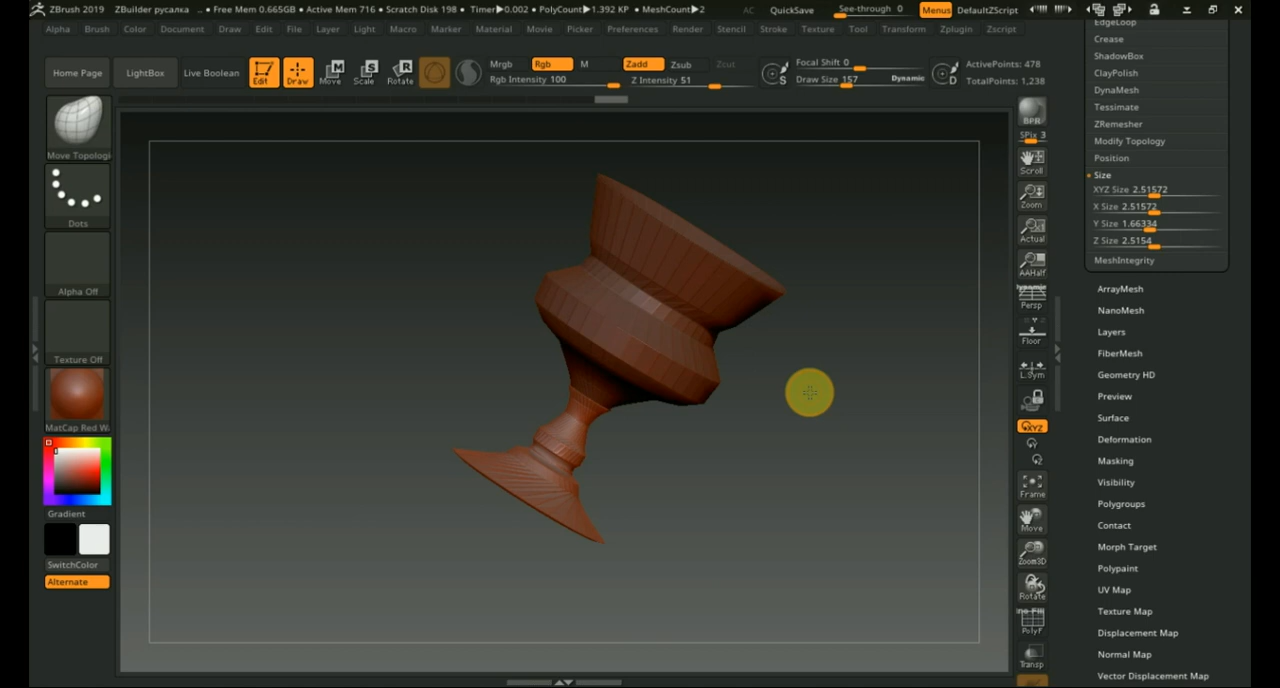 ZBrush 2019 ZBuilder русалка .. • Free Mem 0.665GB • Active Mem 716 • Scratch Disk 198 • Timer▶0.002 • PolyCount▶1.392 KP • MeshCount▶2 AC QuickSave See-through 0 Menus DefaultZScript
Alpha Brush Color Document Draw Edit File Layer Light Macro Marker Material Movie Picker Preferences Render Stencil Stroke Texture Tool Transform Zplugin Zscript
Home Page LightBox Live Boolean Edit Draw Move Scale Rotate
Mrgb Rgb M Zadd Zsub Zcut
Rgb Intensity 100 Z Intensity 51
S Focal Shift 0
Draw Size 157 Dynamic D
ActivePoints: 478
TotalPoints: 1,238
Move Topologi
Dots
Alpha Off
Texture Off
MatCap Red W
Gradient
SwitchColor
Alternate
BPR
SPix 3
Scroll
Zoom
Actual
AAHalf
Dynamic
Persp
Floor
L.Sym
XYZ
Frame
Move
Zoom3D
Rotate
Line Fill
PolyF
Transp
EdgeLoop
Crease
ShadowBox
ClayPolish
DynaMesh
Tessimate
ZRemesher
Modify Topology
Position
Size
XYZ Size 2.51572
X Size 2.51572
Y Size 1.66334
Z Size 2.5154
MeshIntegrity
ArrayMesh
NanoMesh
Layers
FiberMesh
Geometry HD
Preview
Surface
Deformation
Masking
Visibility
Polygroups
Contact
Morph Target
Polypaint
UV Map
Texture Map
Displacement Map
Normal Map
Vector Displacement Map